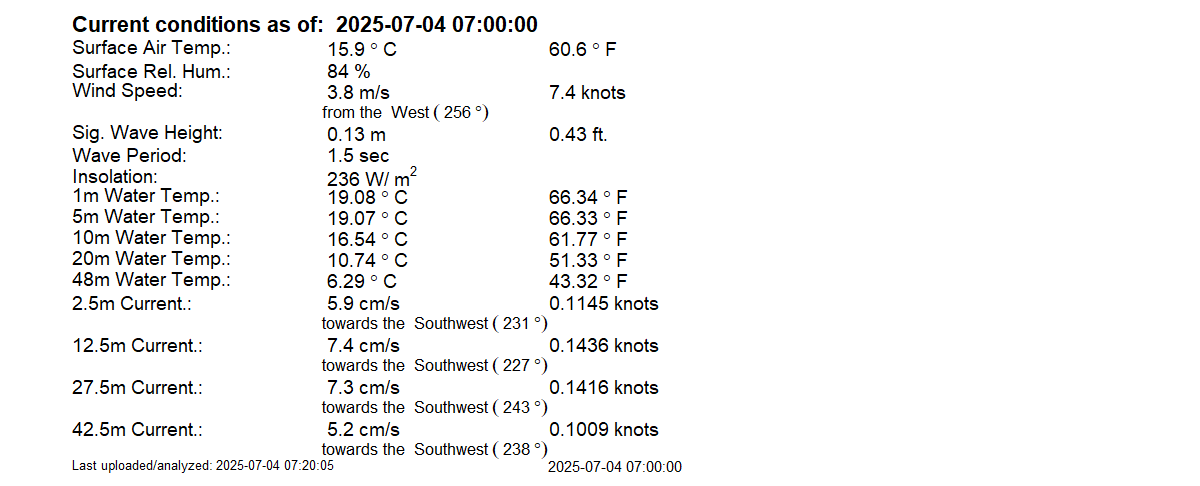 Current conditions as of: 2025-07-04 07:00:00
Surface Air Temp.: 15.9 ° C 60.6 ° F
Surface Rel. Hum.: 84 %
Wind Speed: 3.8 m/s 7.4 knots
from the West ( 256 °)
Sig. Wave Height: 0.13 m 0.43 ft.
Wave Period: 1.5 sec
Insolation: 236 W/ m²
1m Water Temp.: 19.08 ° C 66.34 ° F
5m Water Temp.: 19.07 ° C 66.33 ° F
10m Water Temp.: 16.54 ° C 61.77 ° F
20m Water Temp.: 10.74 ° C 51.33 ° F
48m Water Temp.: 6.29 ° C 43.32 ° F
2.5m Current.: 5.9 cm/s 0.1145 knots
towards the Southwest ( 231 °)
12.5m Current.: 7.4 cm/s 0.1436 knots
towards the Southwest ( 227 °)
27.5m Current.: 7.3 cm/s 0.1416 knots
towards the Southwest ( 243 °)
42.5m Current.: 5.2 cm/s 0.1009 knots
towards the Southwest ( 238 °)
Last uploaded/analyzed: 2025-07-04 07:20:05 2025-07-04 07:00:00